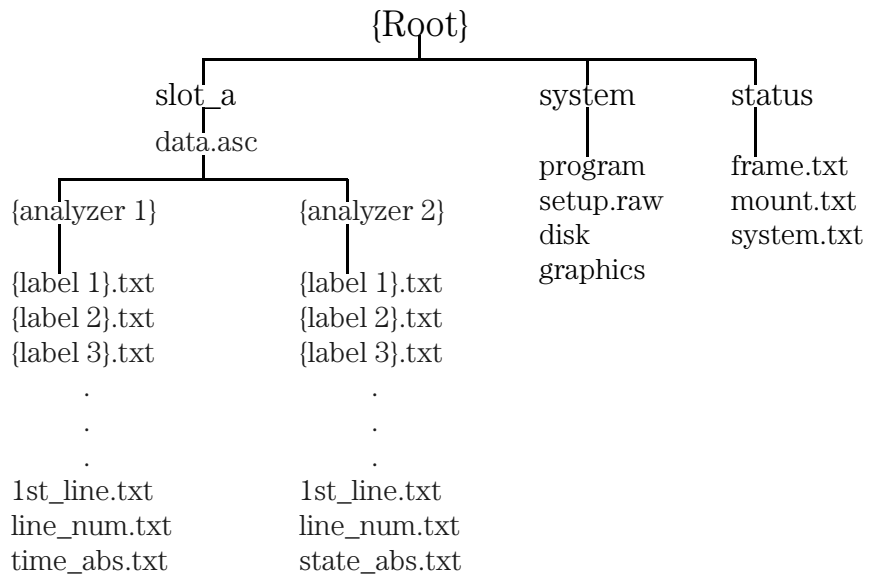 {Root}
slot_a
system
status
data.asc
program
setup.raw
disk
graphics
frame.txt
mount.txt
system.txt
{analyzer 1}
{analyzer 2}
{label 1}.txt
{label 2}.txt
{label 3}.txt
.
.
.
1st_line.txt
line_num.txt
time_abs.txt
{label 1}.txt
{label 2}.txt
{label 3}.txt
.
.
.
1st_line.txt
line_num.txt
state_abs.txt